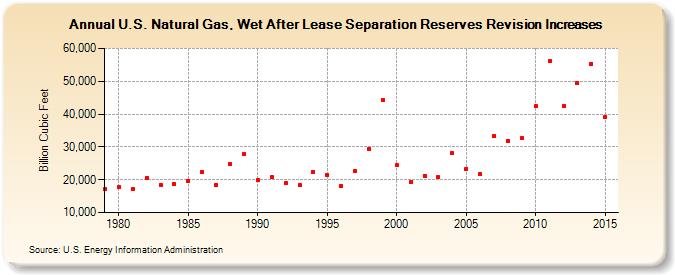 Annual U.S. Natural Gas, Wet After Lease Separation Reserves Revision Increases
Billion Cubic Feet
60,000
50,000
40,000
30,000
20,000
10,000
1980 1985 1990 1995 2000 2005 2010 2015
Source: U.S. Energy Information Administration